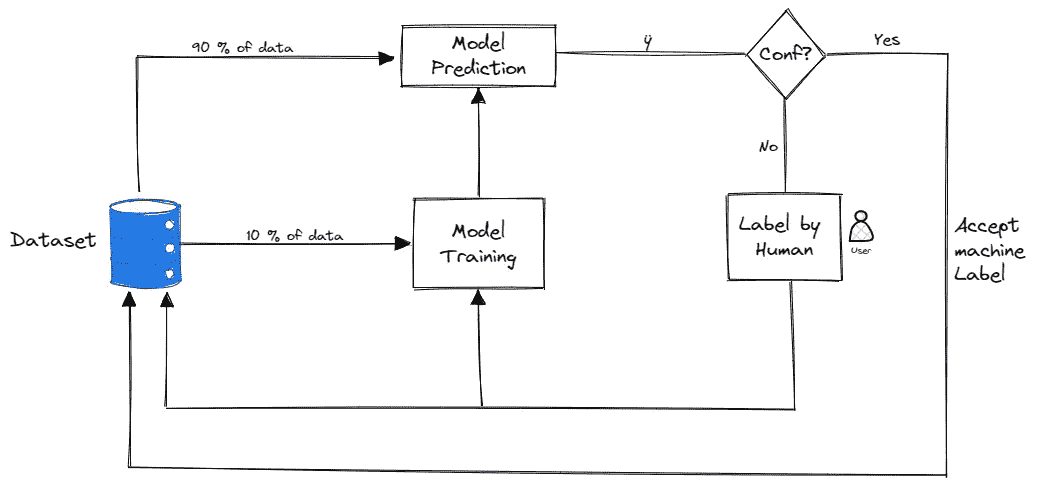 90 % of data
Model
Prediction
ÿ
Conf?
Yes
No
Dataset
10 % of data
Model
Training
Label by
Human
User
Accept
machine
Label